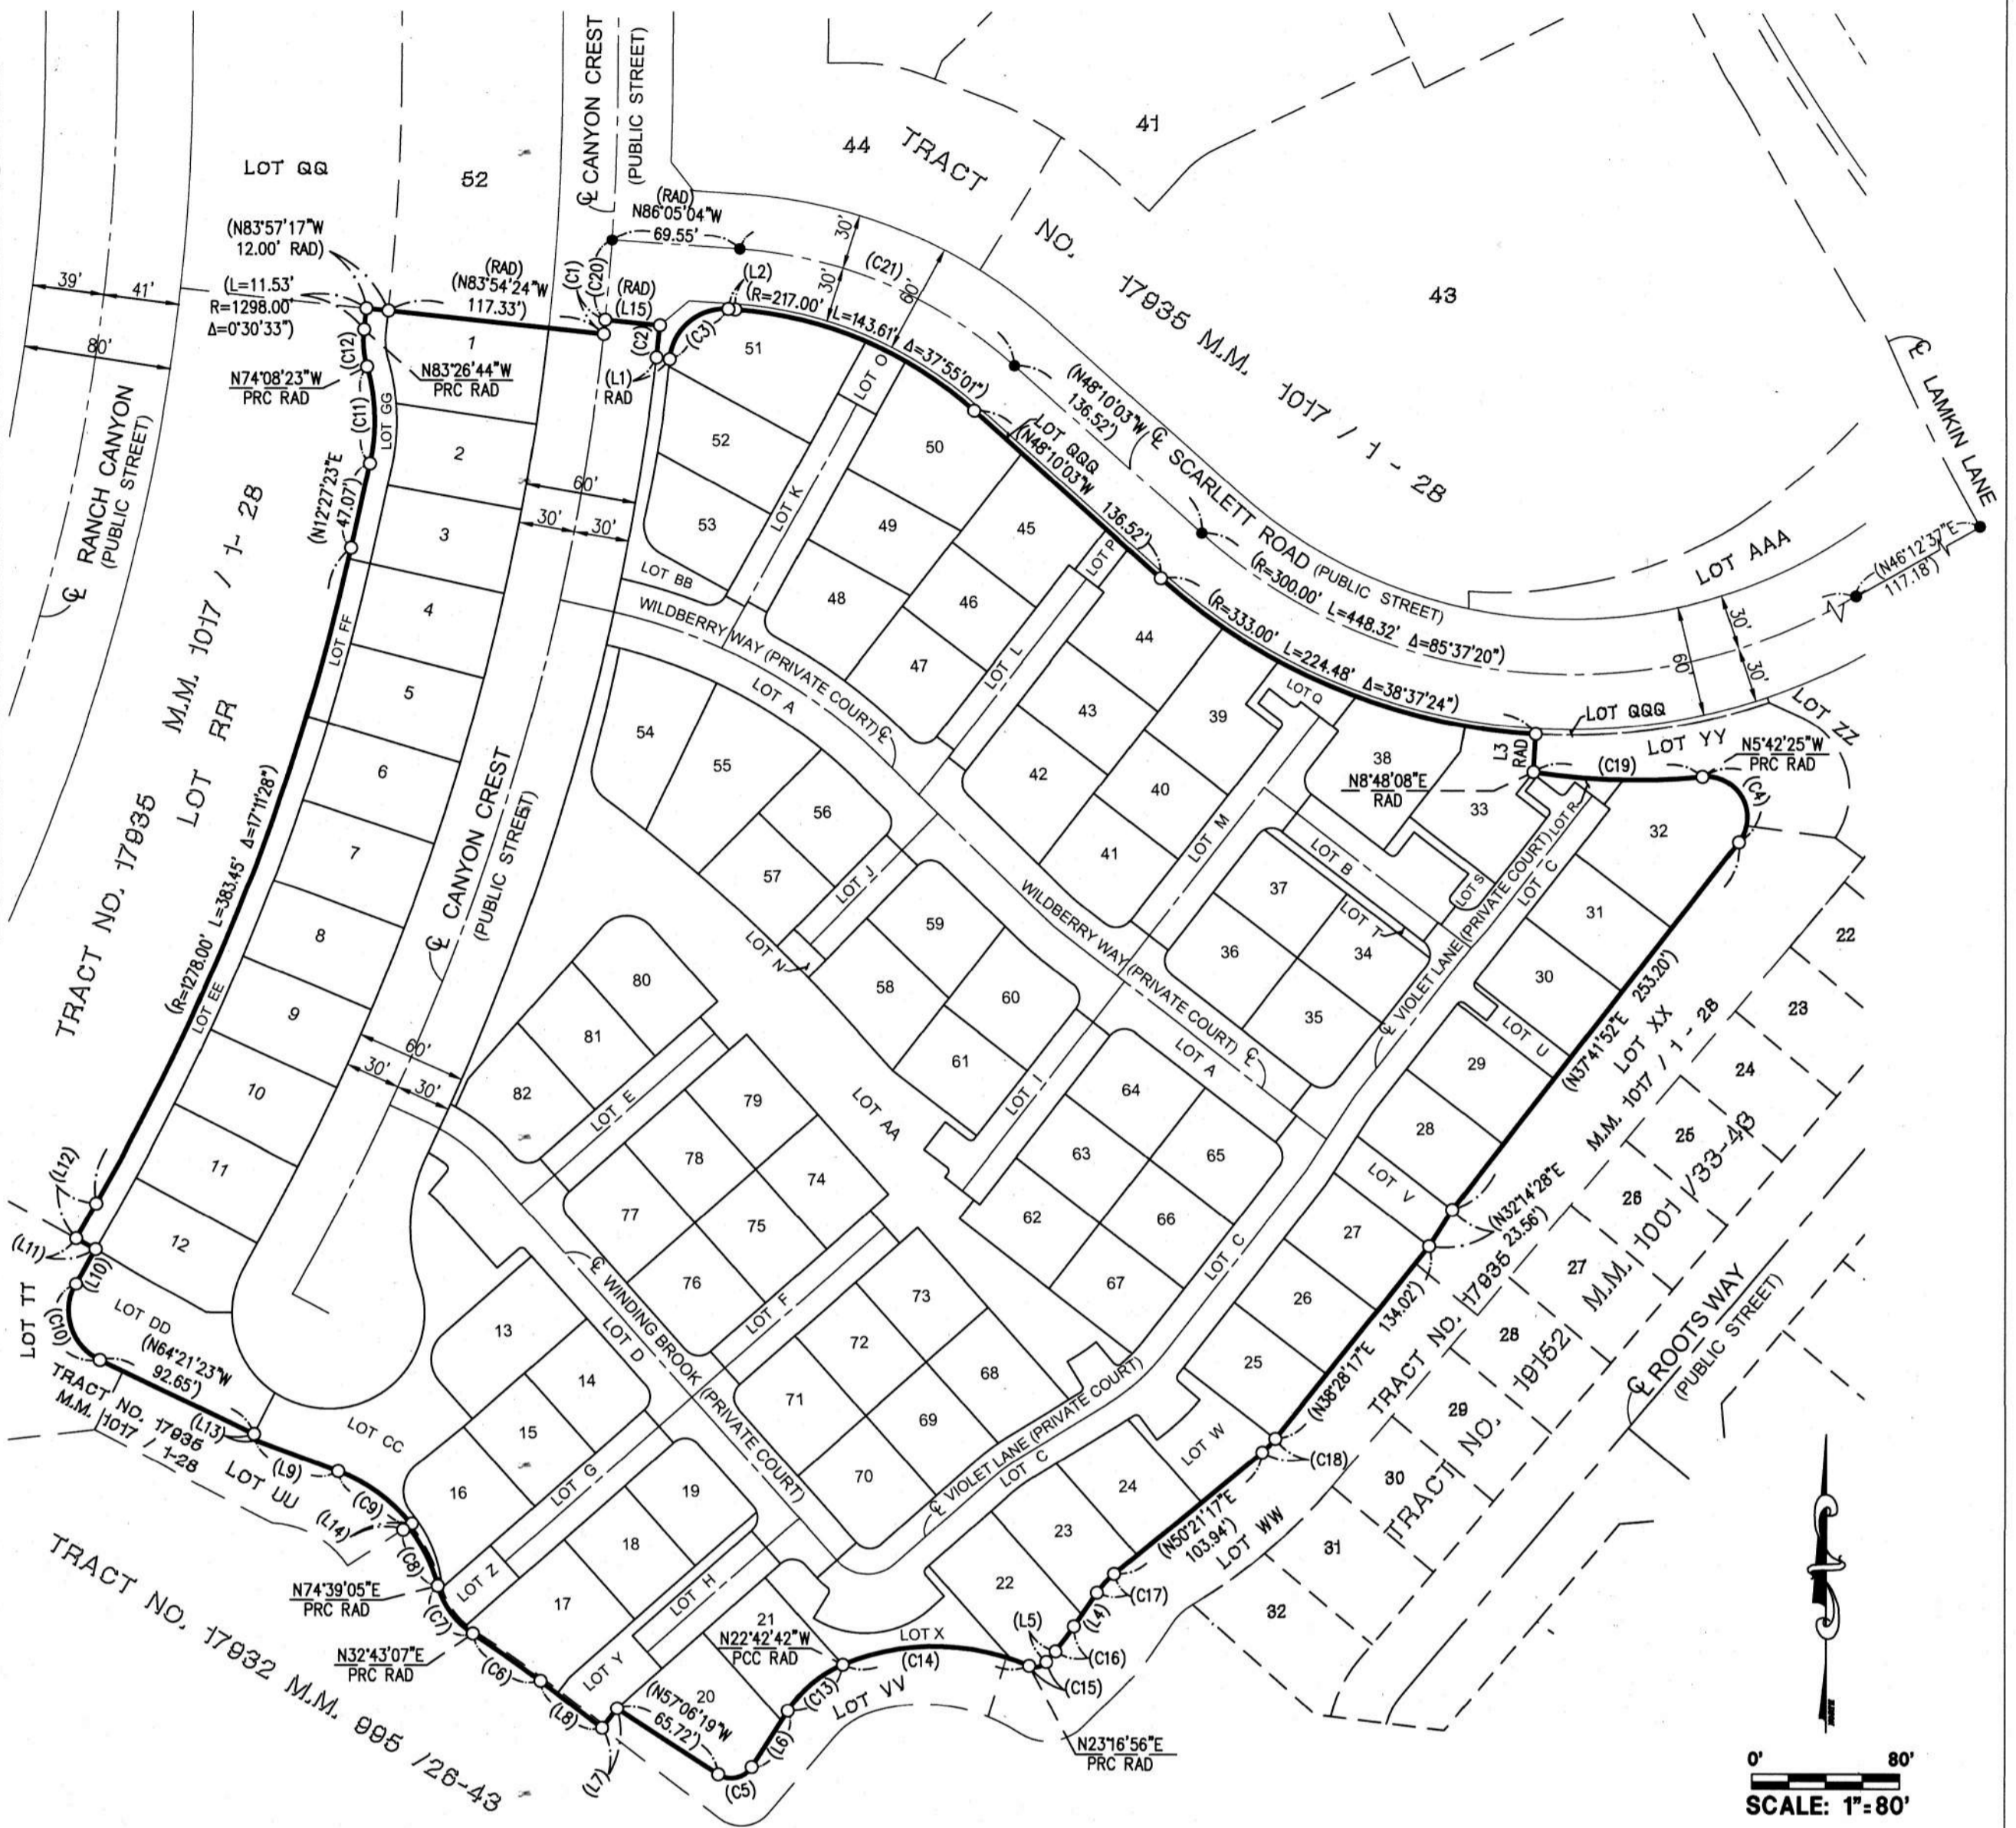 ℄ CANYON CREST
(PUBLIC STREET)
LOT QQ
52
44
TRACT
NO.
17935
M.M.
1017 / 1 - 28
41
43
(N83°57'17"W
12.00' RAD)
(L=11.53'
R=1298.00'
Δ=0°30'33")
(RAD)
(N83°54'24"W
117.33')
(RAD)
N86°05'04"W
69.55'
(C1)
(C20)
(RAD)
(L15)
(L2)
(C2)
(C3)
(L1)
RAD
(C21)
30'
30'
60'
(R=217.00' L=143.61' Δ=37°55'01")
39'
41'
80'
(C12)
N74°08'23"W
PRC RAD
N83°26'44"W
PRC RAD
(C11)
LOT GG
℄ RANCH CANYON
(PUBLIC STREET)
(N12°27'23"E
47.07')
(N48°10'03"W
136.52')
LOT QQQ
(N48°10'03"W 136.52')
℄ SCARLETT ROAD (PUBLIC STREET)
(R=300.00' L=448.32' Δ=85°37'20")
(R=333.00' L=224.48' Δ=38°37'24")
℄ LAMKIN LANE
(N46°12'37"E
117.18')
LOT AAA
30'
30'
60'
LOT ZZ
LOT QQQ
LOT YY
N5°42'25"W
PRC RAD
L3
RAD
(C19)
(C4)
N8°48'08"E
RAD
TRACT NO. 17935
M.M. 1017 / 1- 28
LOT RR
LOT FF
(R=1278.00' L=383.45' Δ=17°11'28")
LOT EE
℄ CANYON CREST
(PUBLIC STREET)
60'
30'
30'
60'
30'
30'
1
2
3
4
5
6
7
8
9
10
11
12
51
52
53
LOT O
LOT K
LOT BB
50
49
48
45
46
47
LOT P
LOT L
WILDBERRY WAY (PRIVATE COURT) ℄
LOT A
54
55
56
57
LOT J
LOT N
44
43
42
39
40
41
LOT Q
LOT M
38
33
LOT B
LOT R
LOT S
LOT T
37
36
34
35
℄ VIOLET LANE (PRIVATE COURT)
LOT C
32
31
30
LOT U
29
28
(N37°41'52"E 253.20')
LOT XX
M.M. 1017 / 1 - 28
22
23
24
25
26
27
28
29
30
31
32
59
58
60
61
LOT I
WILDBERRY WAY (PRIVATE COURT) ℄
LOT A
64
63
65
62
66
67
LOT C
LOT V
27
26
25
(N32°14'28"E
23.56')
(N38°28'17"E 134.02')
TRACT NO. 17935
TRACT NO. 19152
M.M. 1001 / 33-43
℄ ROOTS WAY
(PUBLIC STREET)
80
81
82
LOT E
LOT AA
79
78
77
74
75
76
LOT F
℄ WINDING BROOK (PRIVATE COURT)
LOT D
73
72
71
68
69
70
℄ VIOLET LANE (PRIVATE COURT)
LOT C
LOT W
24
23
22
(C18)
(N50°21'17"E
103.94')
LOT WW
(C17)
(L4)
(L5)
(C16)
(C15)
N23°16'56"E
PRC RAD
(L12)
(L11)
(L10)
(C10)
LOT TT
LOT DD
(N64°21'23"W
92.65')
TRACT NO. 17935
M.M. 1017 / 1-28
(L13)
(L9)
LOT UU
LOT CC
(C9)
(L14)
(C8)
N74°39'05"E
PRC RAD
(C7)
N32°43'07"E
PRC RAD
(C6)
(L8)
(L7)
13
14
15
16
LOT G
LOT Z
19
18
17
LOT H
LOT Y
21
20
N22°42'42"W
PCC RAD
LOT X
(C14)
(C13)
LOT VV
(L6)
(C5)
(N57°06'19"W
65.72')
TRACT NO. 17932 M.M. 995 /26-43
0'
80'
SCALE: 1"=80'